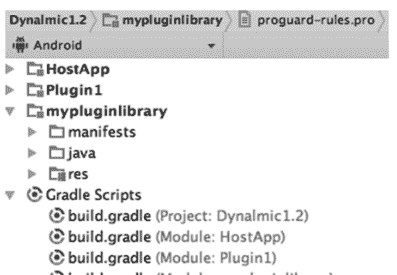 Dynalmic1.2 mypluginlibrary proguard-rules.pro
Android
HostApp
Plugin1
mypluginlibrary
manifests
java
res
Gradle Scripts
build.gradle (Project: Dynalmic1.2)
build.gradle (Module: HostApp)
build.gradle (Module: Plugin1)